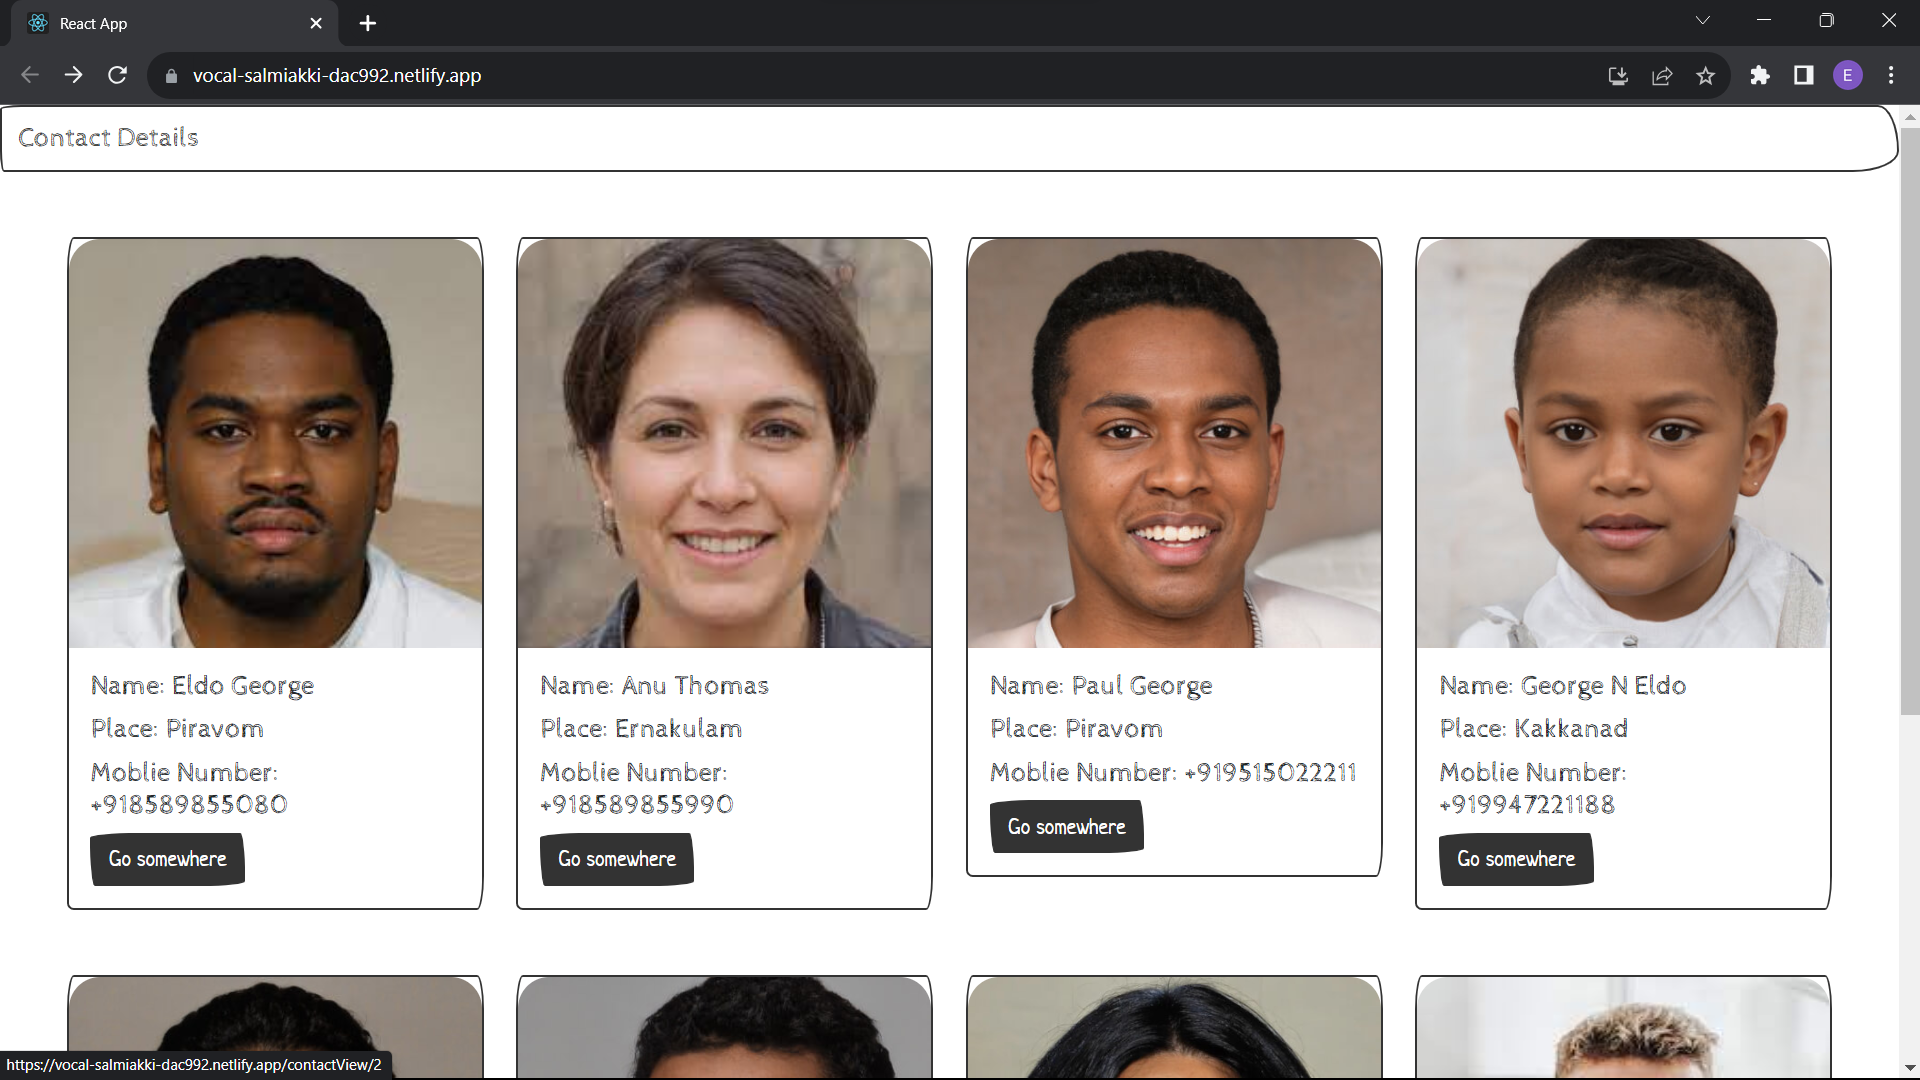 React App
vocal-salmiakki-dac992.netlify.app
E
Contact Details
Name: Eldo George
Place: Piravom
Moblie Number:
+918589855080
Go somewhere
Name: Anu Thomas
Place: Ernakulam
Moblie Number:
+918589855990
Go somewhere
Name: Paul George
Place: Piravom
Moblie Number: +919515022211
Go somewhere
Name: George N Eldo
Place: Kakkanad
Moblie Number:
+919947221188
Go somewhere
https://vocal-salmiakki-dac992.netlify.app/contactView/2